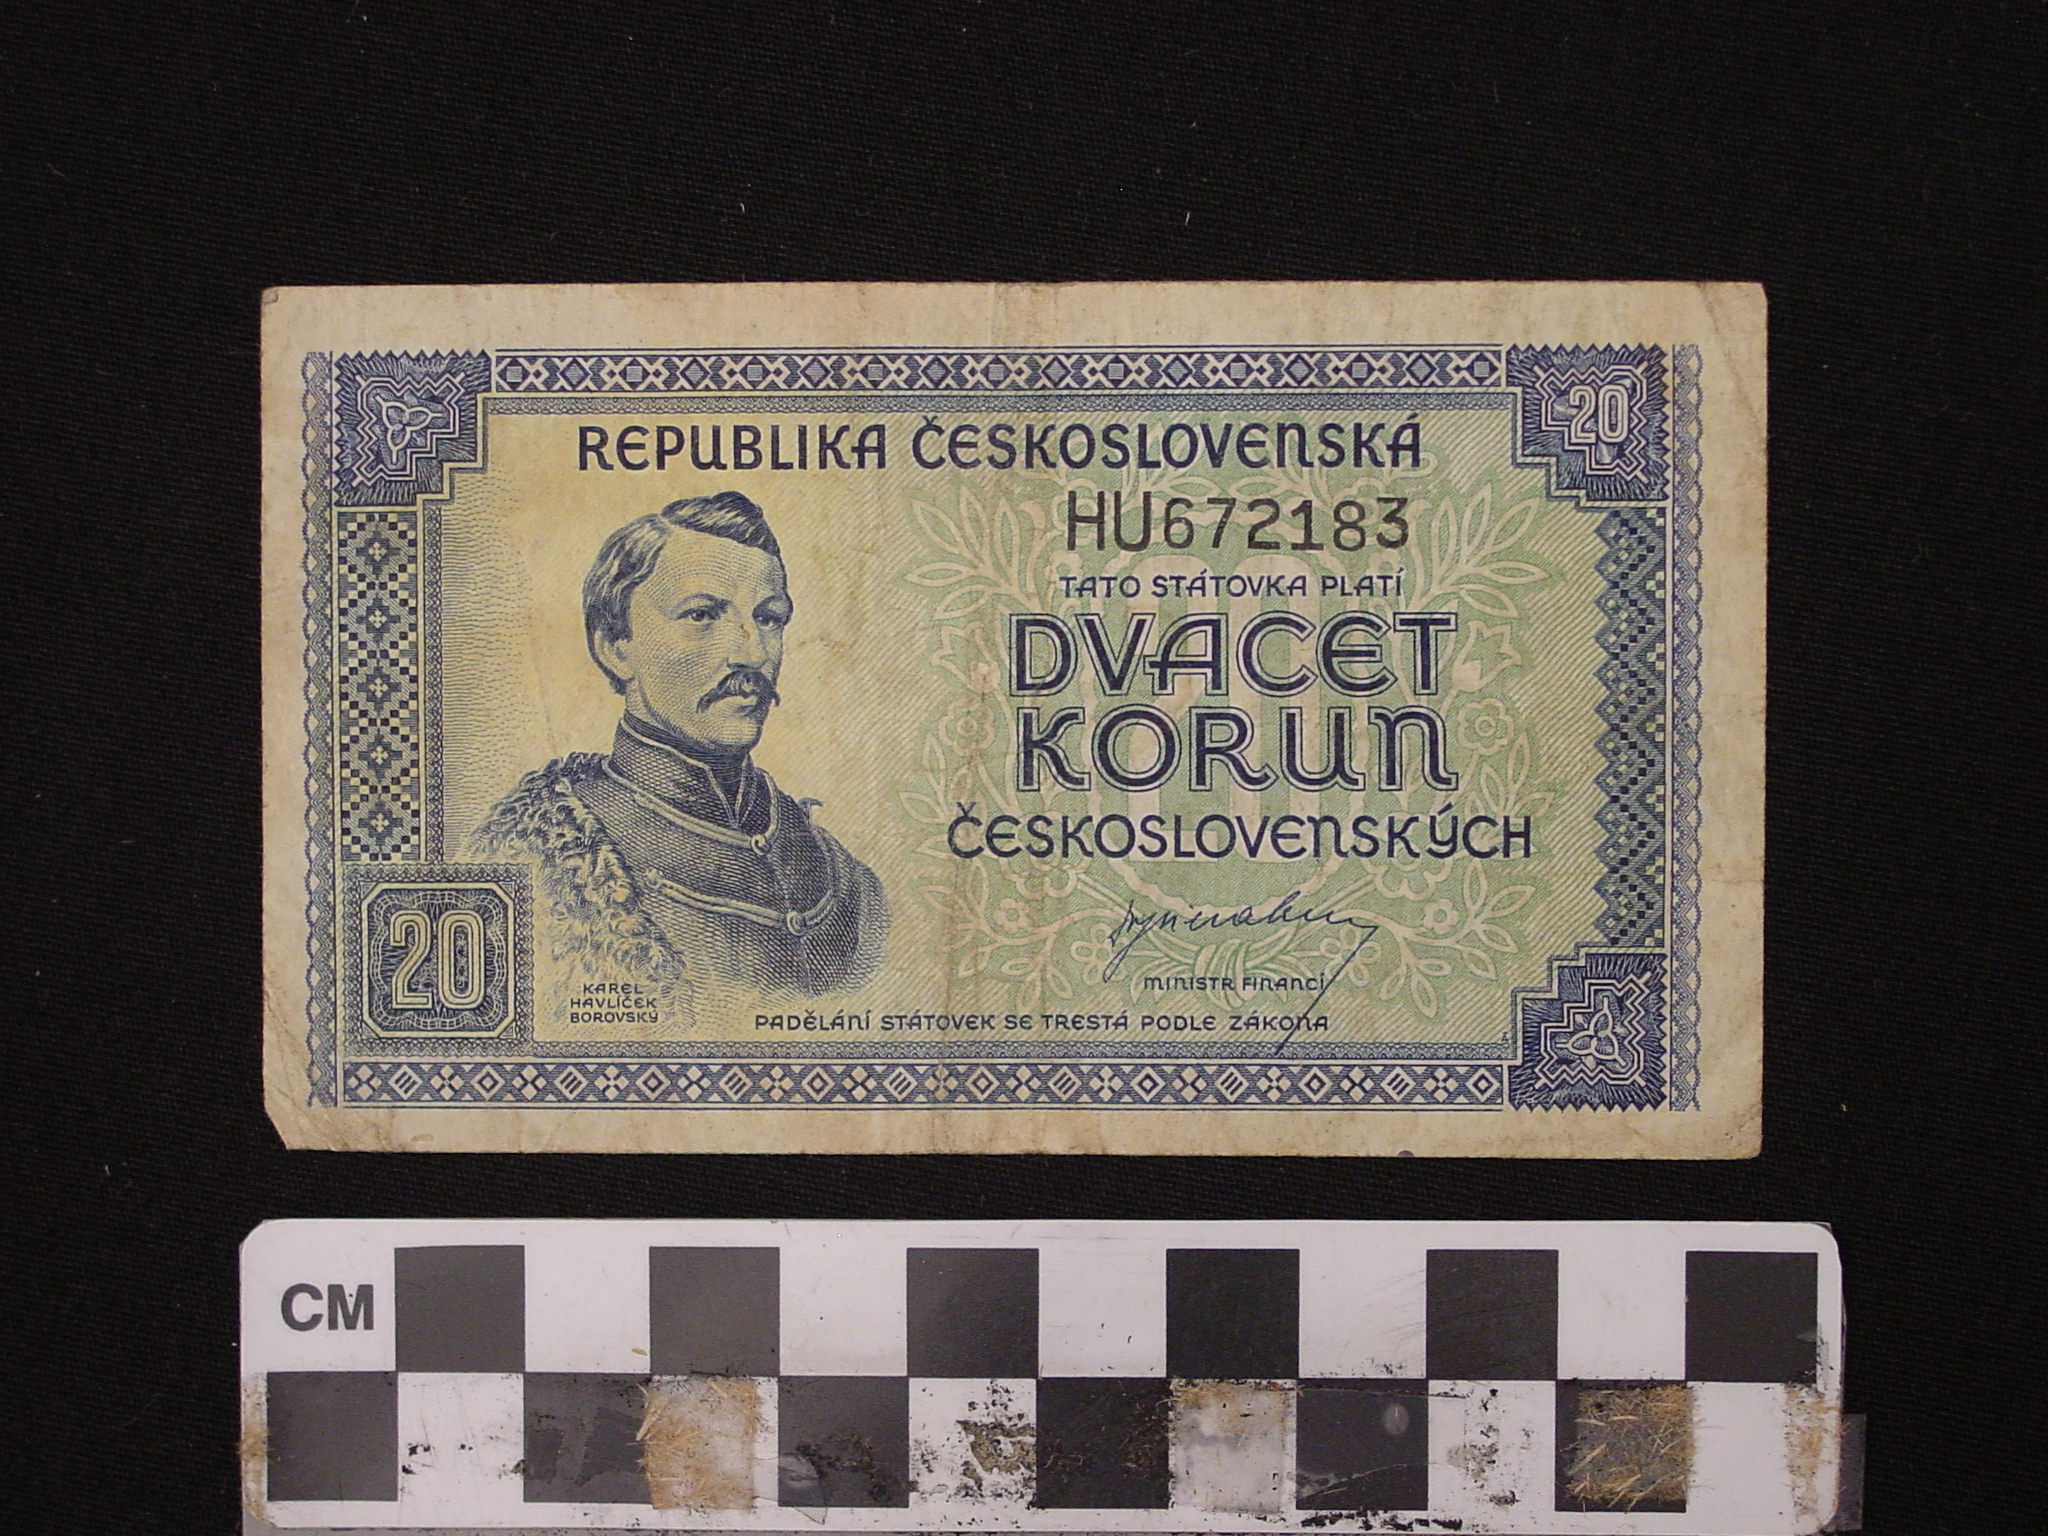 20
REPUBLIKA ČESKOSLOVENSKÁ
HU672183
TATO STÁTOVKA PLATÍ
DVACET
KORUN
ČESKOSLOVENSKÝCH
MINISTR FINANCÍ
20
KAREL
HAVLÍČEK
BOROVSKÝ
PADĚLÁNÍ STÁTOVEK SE TRESTÁ PODLE ZÁKONA
CM